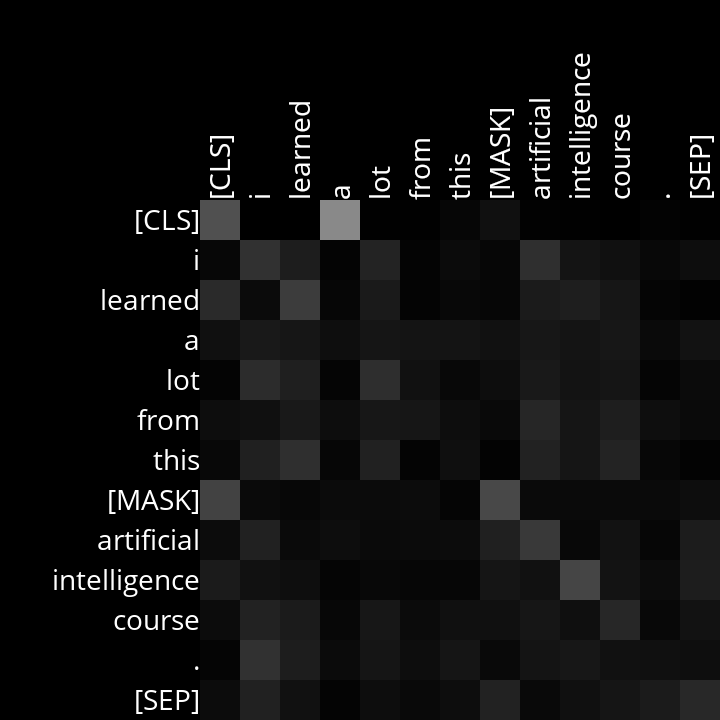 [CLS] i learned a lot from this [MASK] artificial intelligence course . [SEP]
[CLS]
i
learned
a
lot
from
this
[MASK]
artificial
intelligence
course
.
[SEP]